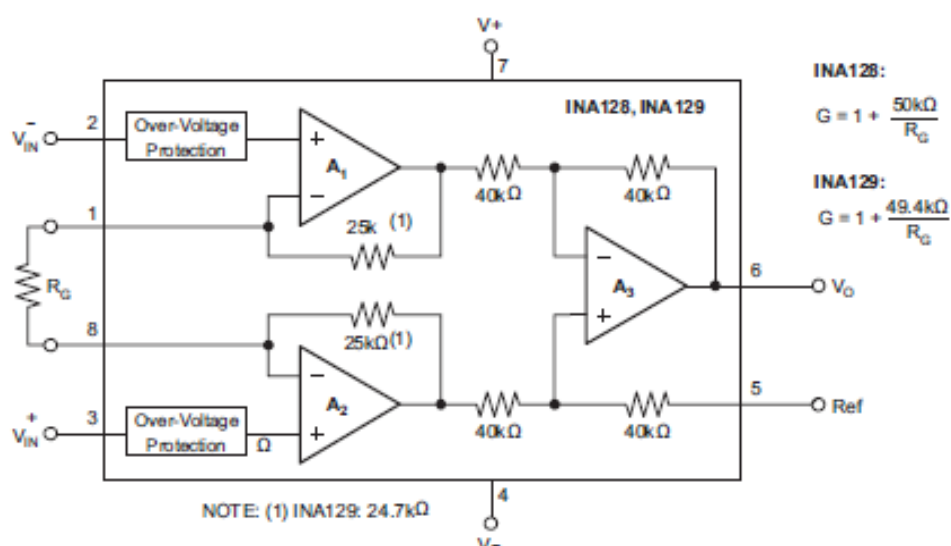 V+
7
INA128:
G = 1 + 50kΩ / R_G
INA129:
G = 1 + 49.4kΩ / R_G
INA128, INA129
V⁻_IN
2
Over-Voltage
Protection
+
A₁
−
40kΩ
40kΩ
1
25k (1)
R_G
−
A₃
+
6
V_O
8
25kΩ(1)
−
A₂
+
40kΩ
40kΩ
5
Ref
V⁺_IN
3
Over-Voltage
Protection
Ω
4
NOTE: (1) INA129: 24.7kΩ